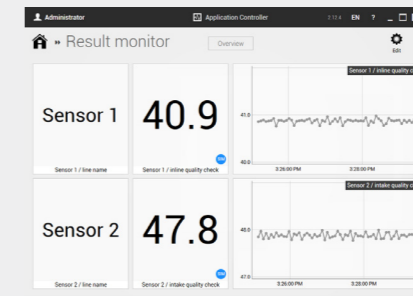 Administrator
Application Controller
EN ?
Result monitor
Overview
Edit
Sensor 1
Sensor 1 / line name
40.9
SIM
Sensor 1 / inline quality check
Sensor 1 / inline quality c
41.0
40.0
3:26:00 PM 3:28:00 PM
Sensor 2
Sensor 2 / line name
47.8
SIM
Sensor 2 / intake quality check
Sensor 2 / intake quality c
48.0
47.0
3:26:00 PM 3:28:00 PM